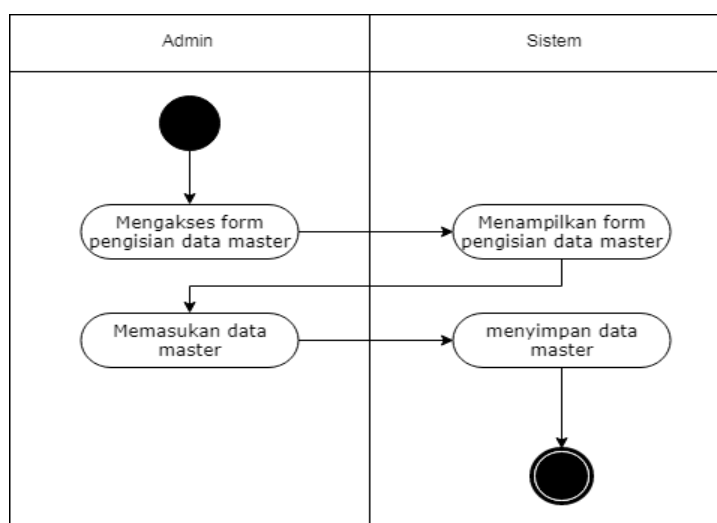 Admin
Sistem
Mengakses form
pengisian data master
Menampilkan form
pengisian data master
Memasukan data
master
menyimpan data
master